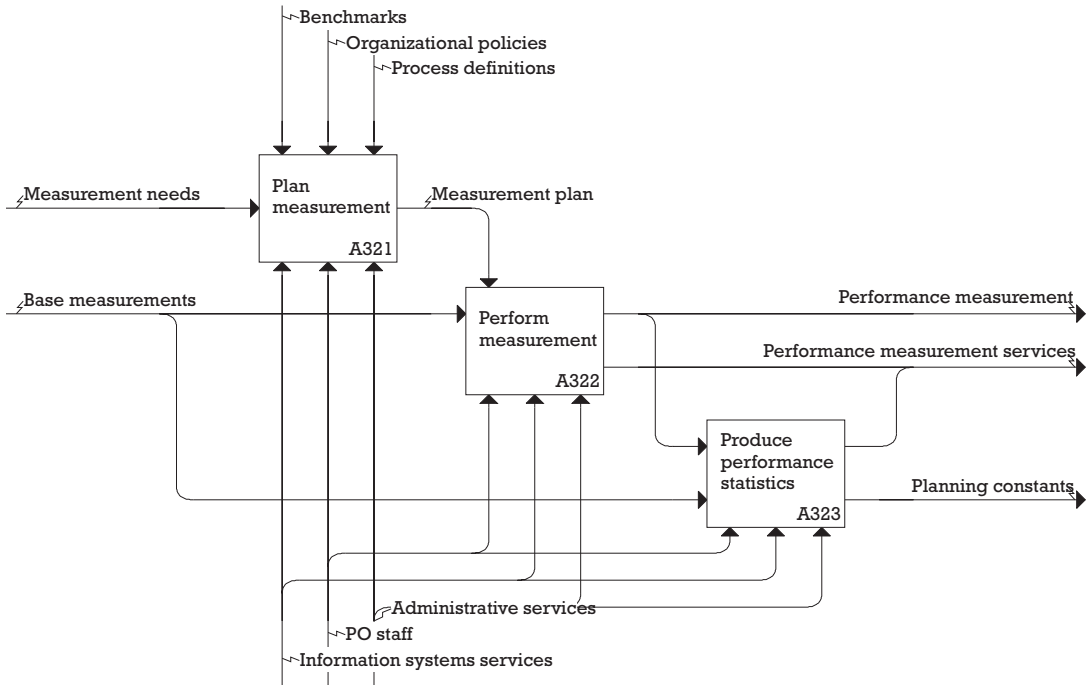 Benchmarks
Organizational policies
Process definitions
Measurement needs
Plan
measurement
A321
Measurement plan
Base measurements
Perform
measurement
A322
Performance measurement
Performance measurement services
Produce
performance
statistics
A323
Planning constants
Administrative services
PO staff
Information systems services